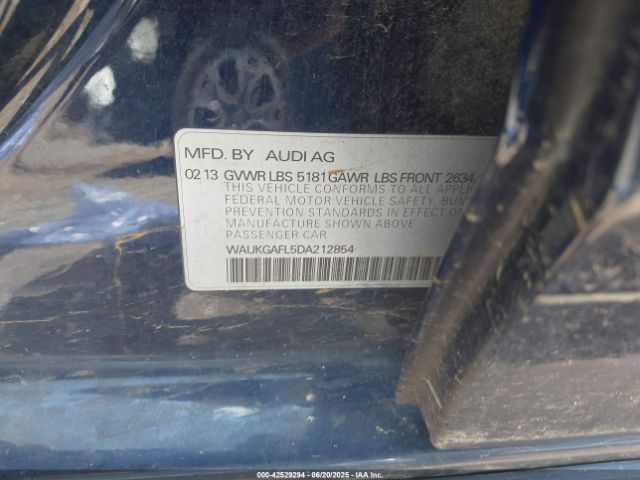 MFD. BY AUDI AG
02 13 GVWR LBS 5181 GAWR LBS FRONT 2634
THIS VEHICLE CONFORMS TO ALL
FEDERAL MOTOR VEHICLE SAFETY,
PREVENTION STANDARDS IN EFFECT
MANUFACTURE SHOWN ABOVE
PASSENGER CAR
WAUKGAFL5DA212854
000-42529294 - 06/20/2025 - IAA, LLC